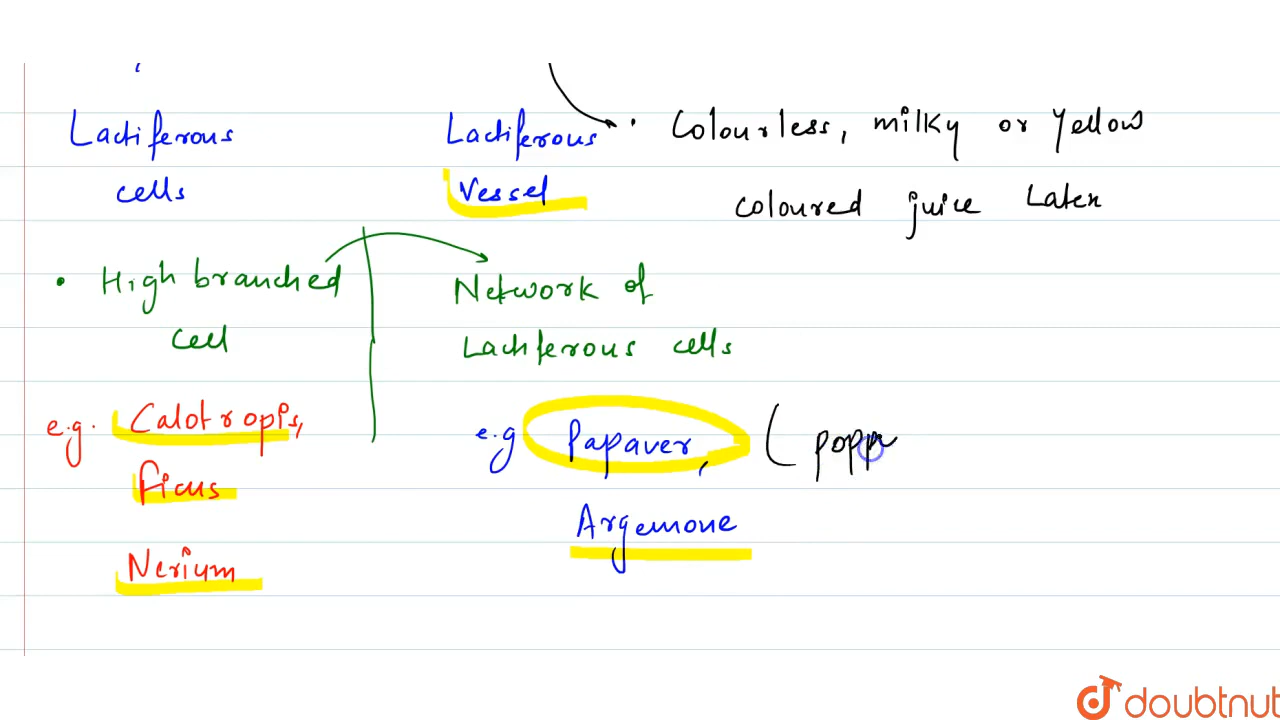 Lactiferous
cells
Lactiferous
Vessel
• Colourless, milky or Yellow
coloured juice Latex
• High branched
cell
Network of
Lactiferous cells
e.g. Calotropis,
ficus
Nerium
e.g Papaver,
Argemone
( popp
doubtnut